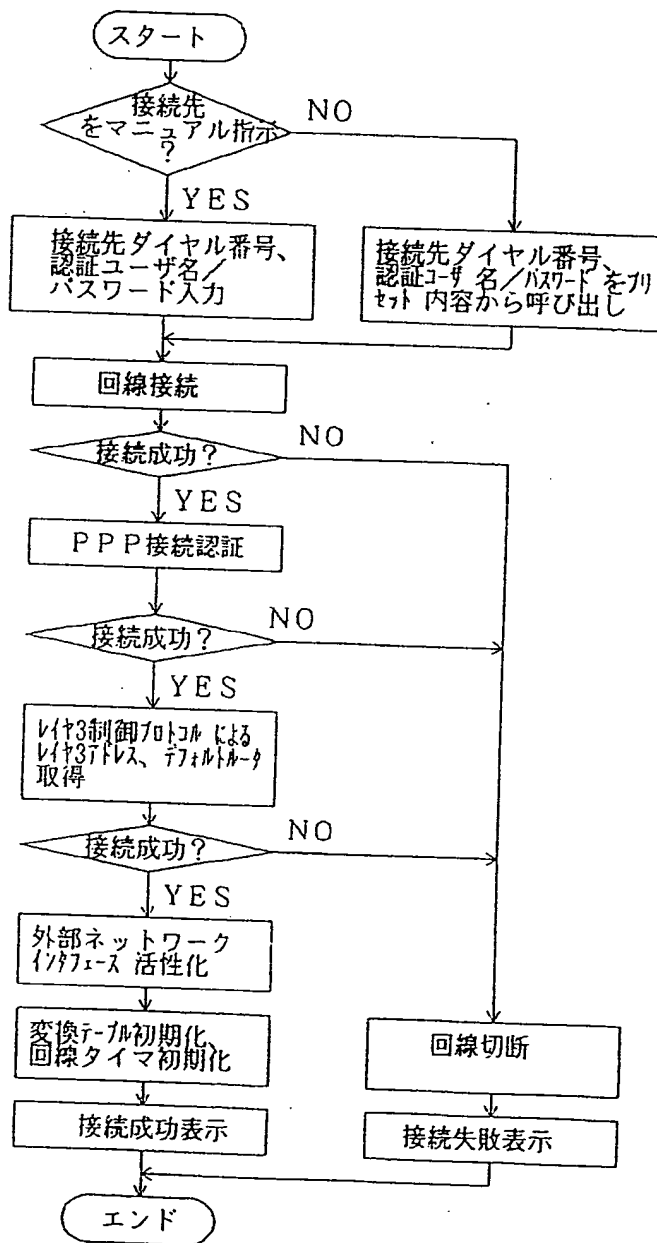 スタート
接続先
をマニュアル指示
?
NO
YES
接続先ダイヤル番号、
認証ユーザ名/
パスワード入力
接続先ダイヤル番号、
認証ユーザ 名/パスワード をプリ
セット 内容から呼び出し
回線接続
接続成功?
NO
YES
PPP接続認証
接続成功?
NO
YES
レイヤ3制御プロトコル による
レイヤ3アドレス、デフォルトルータ
取得
接続成功?
NO
YES
外部ネットワーク
インタフェース 活性化
変換テーブル初期化、
回線タイマ初期化
回線切断
接続成功表示
接続失敗表示
エンド